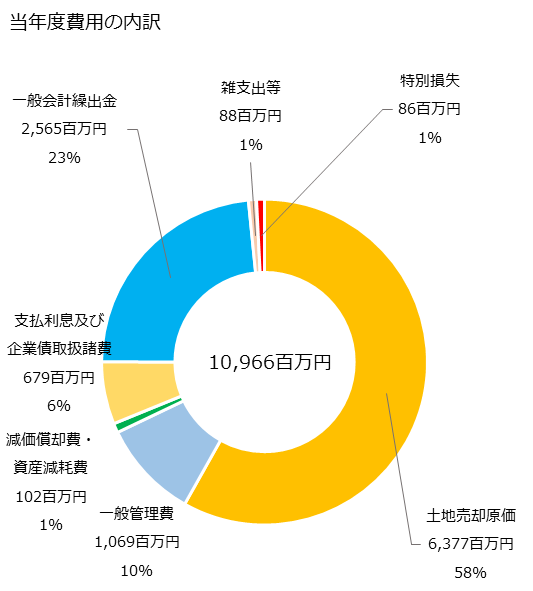 当年度費用の内訳
特別損失
86百万円
1%
雑支出等
88百万円
1%
一般会計繰出金
2,565百万円
23%
支払利息及び
企業債取扱諸費
679百万円
6%
10,966百万円
減価償却費・
資産減耗費
102百万円
1%
一般管理費
1,069百万円
10%
土地売却原価
6,377百万円
58%